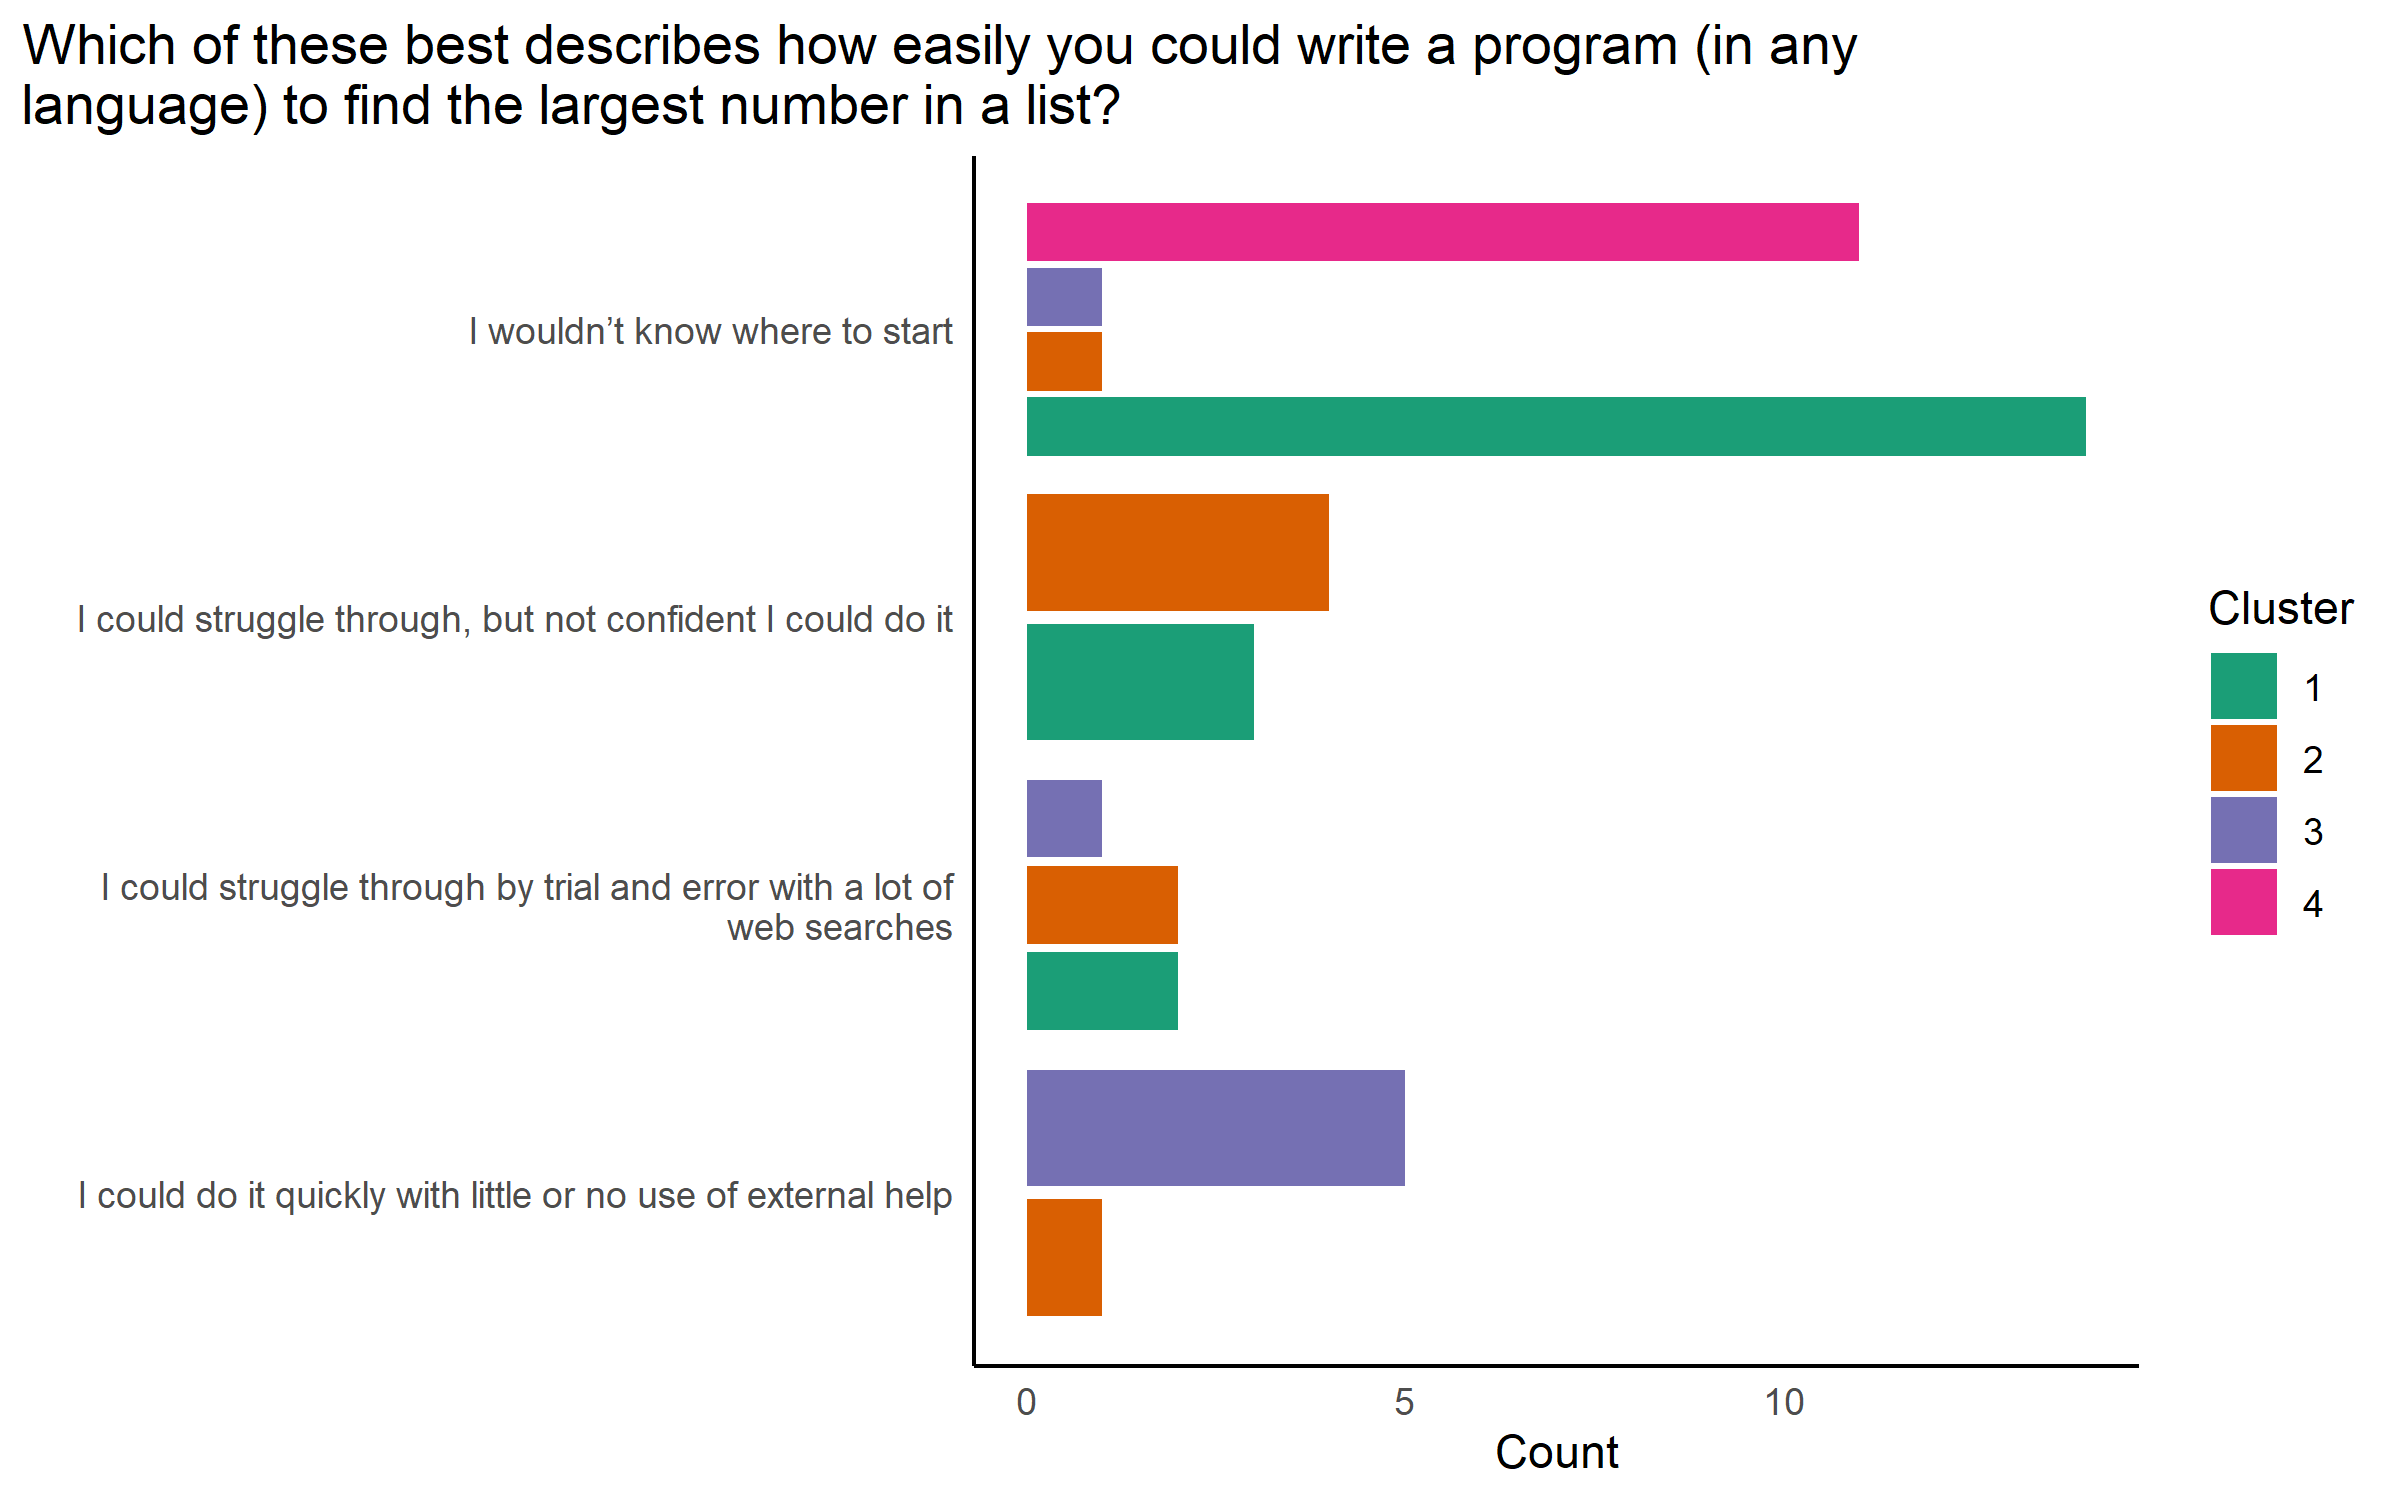 Which of these best describes how easily you could write a program (in any
language) to find the largest number in a list?
I wouldn’t know where to start
I could struggle through, but not confident I could do it
I could struggle through by trial and error with a lot of
web searches
I could do it quickly with little or no use of external help
0 5 10
Count
Cluster
1
2
3
4